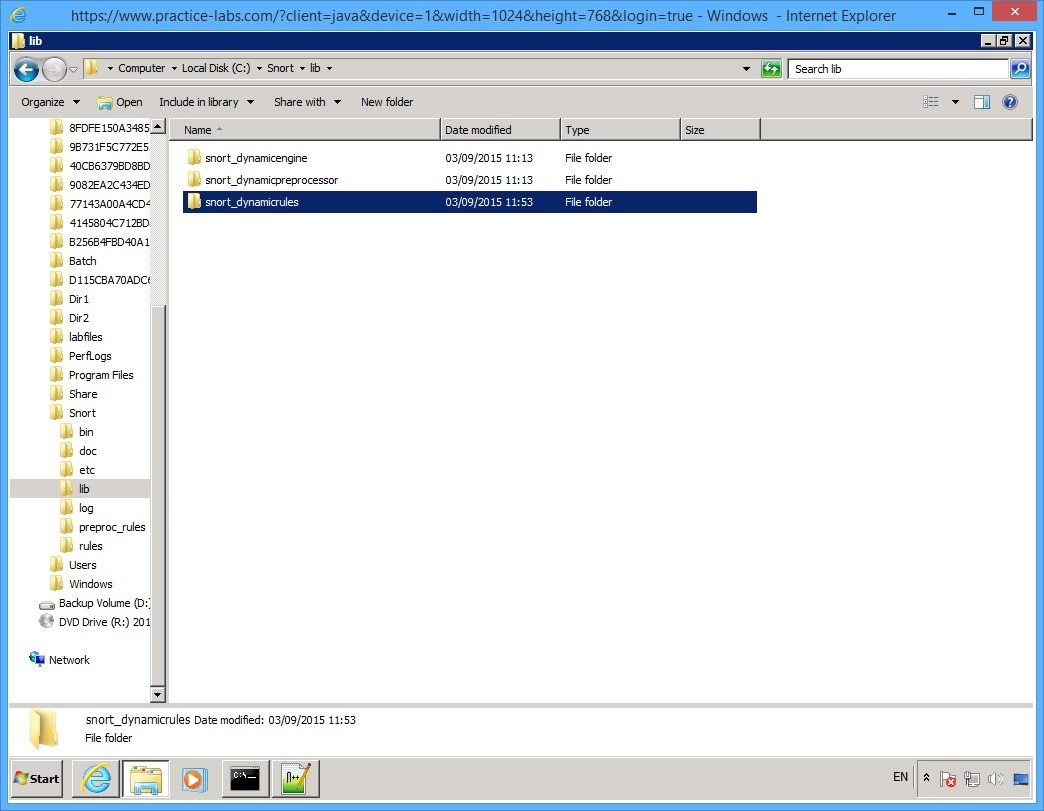 https://www.practice-labs.com/?client=java&device=1&width=1024&height=768&login=true - Windows - Internet Explorer
lib
Computer Local Disk (C:) Snort lib
Search lib
Organize Open Include in library Share with New folder
Name Date modified Type Size
snort_dynamicengine 03/09/2015 11:13 File folder
snort_dynamicpreprocessor 03/09/2015 11:13 File folder
snort_dynamicrules 03/09/2015 11:53 File folder
8FDFE150A3485
9B731F5C772E5
40CB6379BD8BD
9082EA2C434ED
77143A00A4CD4
4145804C712BD
B256B4FBD40A1
Batch
D115CBA70ADC6
Dir1
Dir2
labfiles
PerfLogs
Program Files
Share
Snort
bin
doc
etc
lib
log
preproc_rules
rules
Users
Windows
Backup Volume (D:)
DVD Drive (R:) 201
Network
snort_dynamicrules Date modified: 03/09/2015 11:53
File folder
Start
C:\
n++
EN